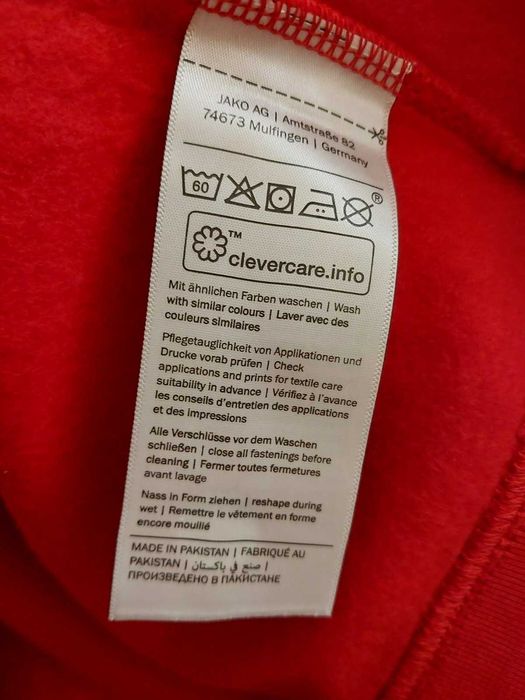 JAKO AG | Amtstraße 82
74673 Mulfingen | Germany
60
®
™
clevercare.info
Mit ähnlichen Farben waschen | Wash
with similar colours | Laver avec des
couleurs similaires
Pflegetauglichkeit von Applikationen und
Drucke vorab prüfen | Check
applications and prints for textile care
suitability in advance | Vérifiez à l'avance
les conseils d'entretien des applications
et des impressions
Alle Verschlüsse vor dem Waschen
schließen | close all fastenings before
cleaning | Fermer toutes fermetures
avant lavage
Nass in Form ziehen | reshape during
wet | Remettre le vêtement en forme
encore mouillé
MADE IN PAKISTAN | FABRIQUÉ AU
PAKISTAN | صنع في باكستان |
ПРОИЗВЕДЕНО В ПАКИСТАНЕ